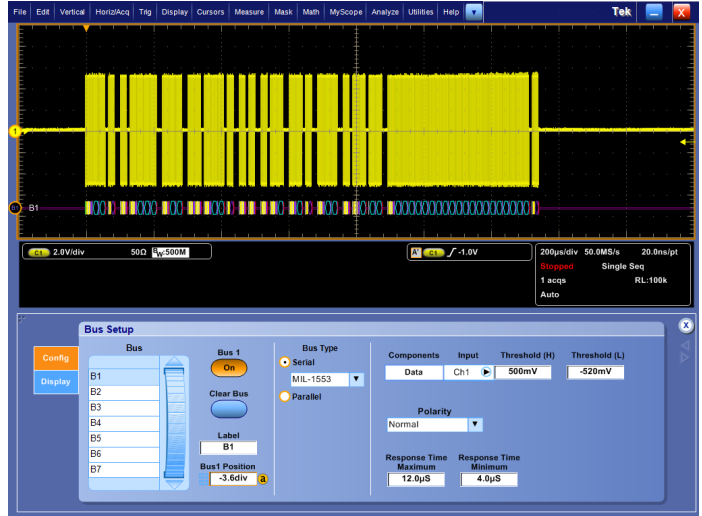 File Edit Vertical Horiz/Acq Trig Display Cursors Measure Mask Math MyScope Analyze Utilities Help Tek X
1
B1 B1
C1 2.0V/div 50Ω BW:500M
A' C1 -1.0V
200µs/div 50.0MS/s 20.0ns/pt
Stopped Single Seq
1 acqs RL:100k
Auto
Bus Setup
X
Config
Display
Bus
B1
B2
B3
B4
B5
B6
B7
Bus 1
On
Clear Bus
Label
B1
Bus1 Position
-3.6div a
Bus Type
Serial
MIL-1553
Parallel
Components Input Threshold (H) Threshold (L)
Data Ch1 500mV -520mV
Polarity
Normal
Response Time Maximum
12.0µS
Response Time Minimum
4.0µS